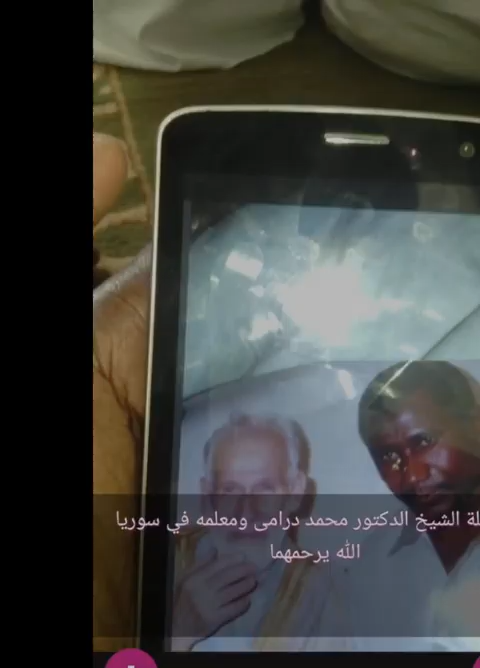 الشيخ الدكتور محمد درامى ومعلمه في سوريا
الله يرحمهما